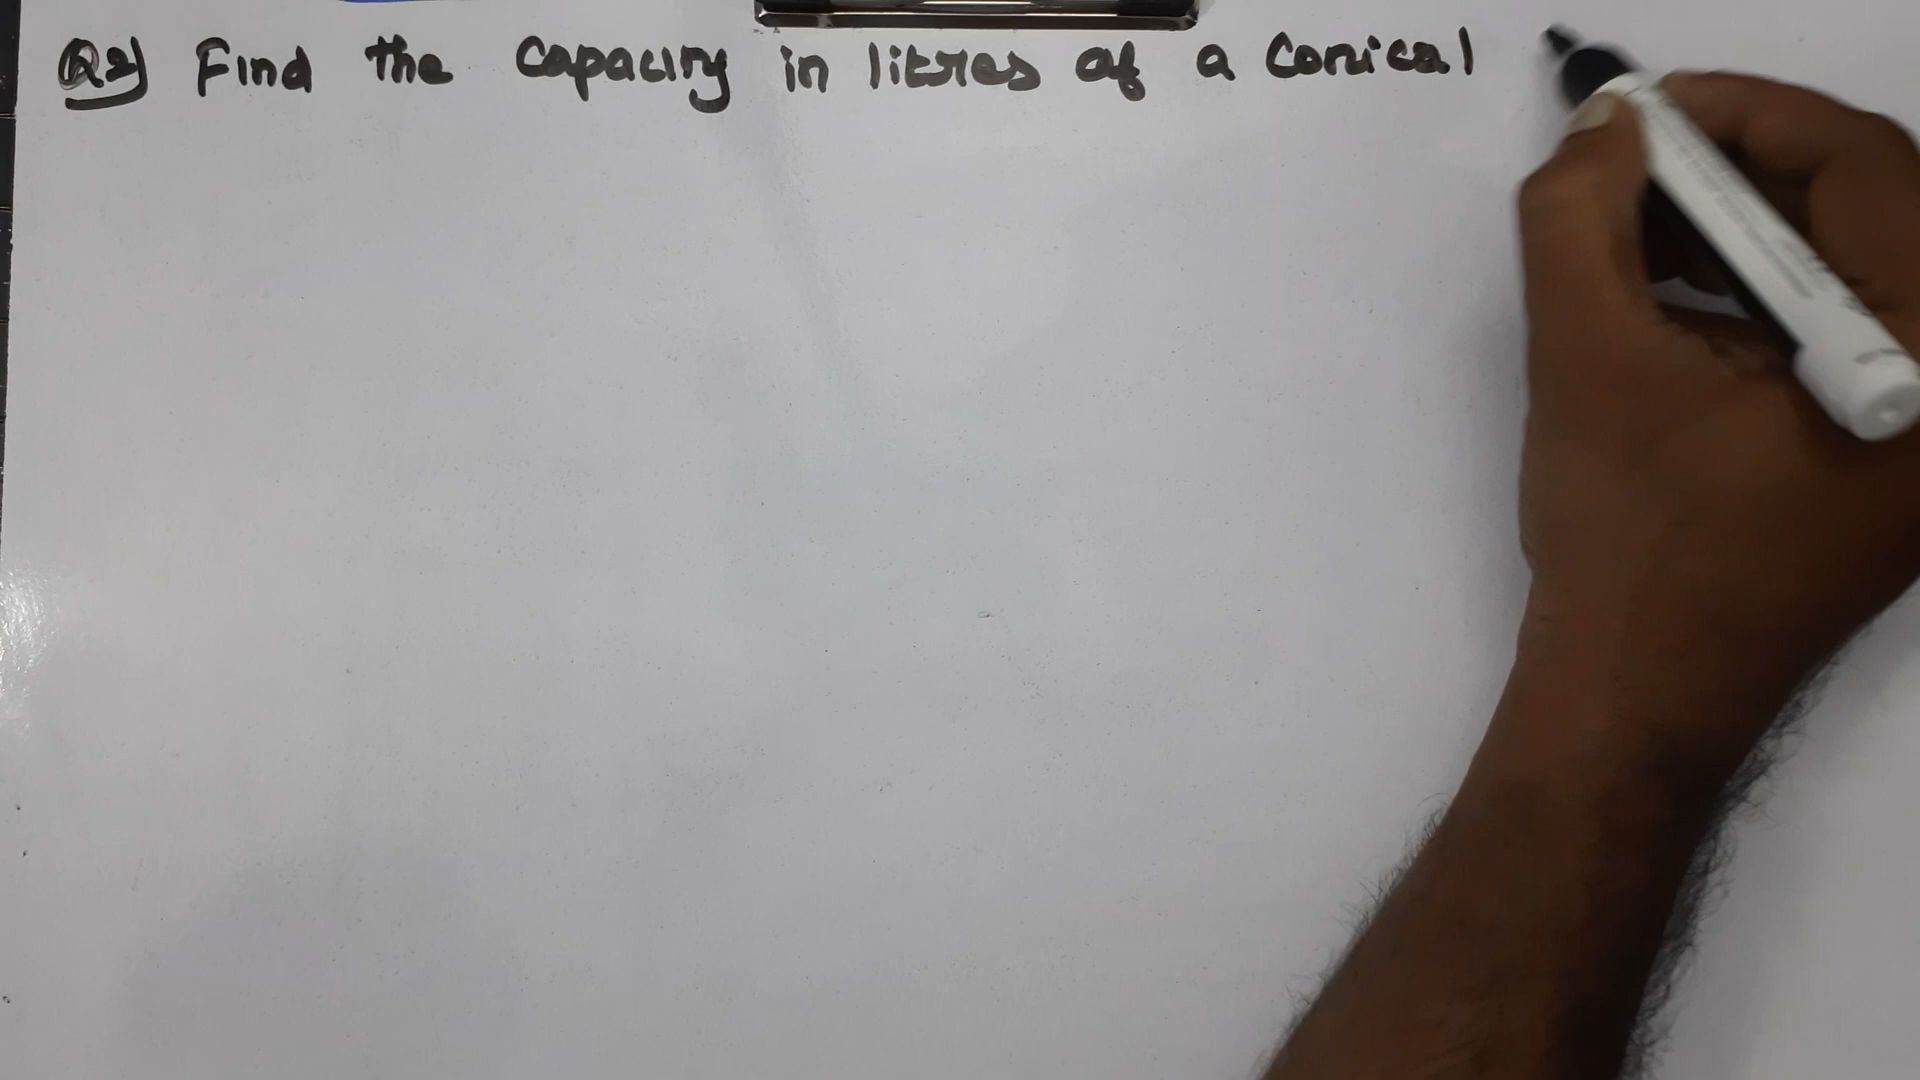 Q2) Find the capacity in litres of a conical